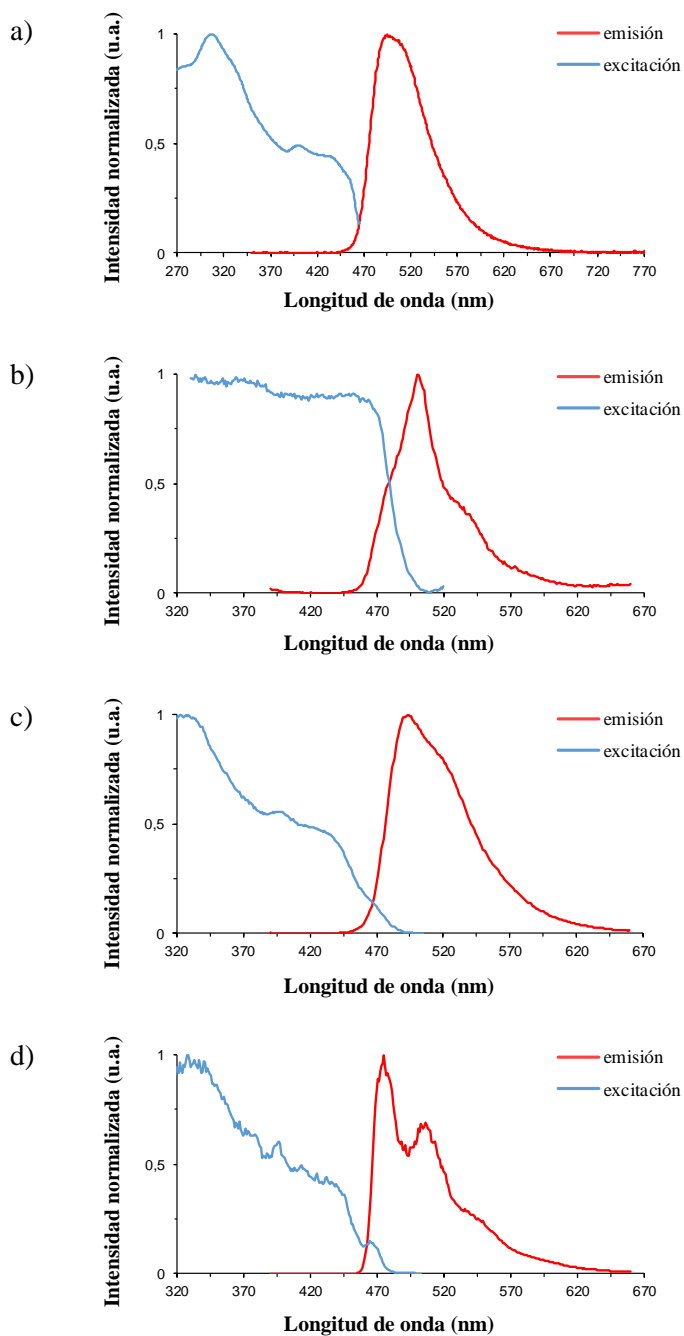 a)
Intensidad normalizada (u.a.)
1
0,5
0
270 320 370 420 470 520 570 620 670 720 770
Longitud de onda (nm)
emisión
excitación
b)
Intensidad normalizada (u.a.)
1
0,5
0
320 370 420 470 520 570 620 670
Longitud de onda (nm)
emisión
excitación
c)
Intensidad normalizada (u.a.)
1
0,5
0
320 370 420 470 520 570 620 670
Longitud de onda (nm)
emisión
excitación
d)
Intensidad normalizada (u.a.)
1
0,5
0
320 370 420 470 520 570 620 670
Longitud de onda (nm)
emisión
excitación